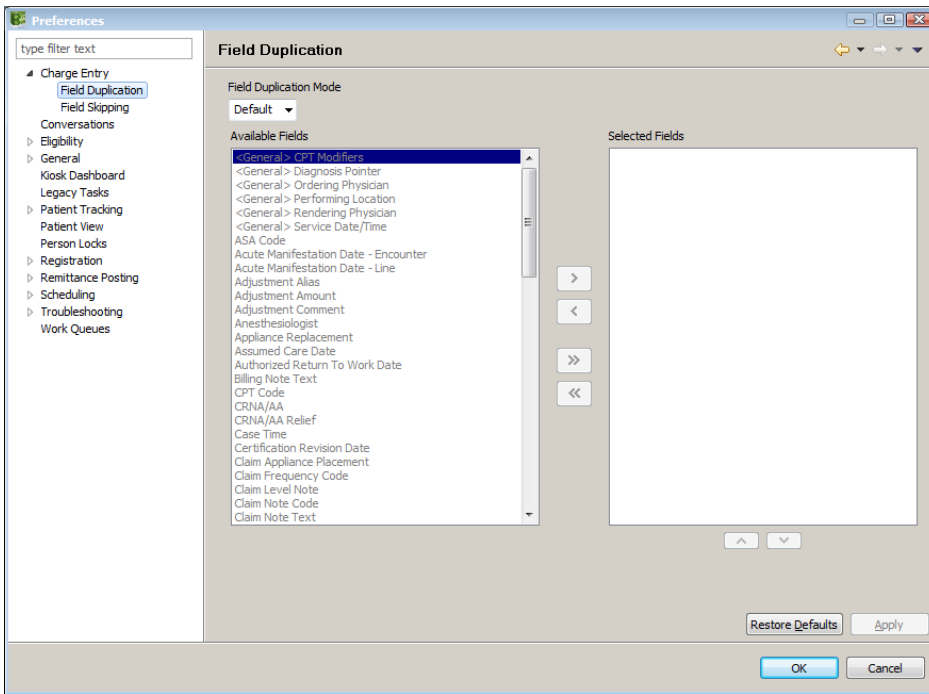 Preferences
type filter text
Charge Entry
Field Duplication
Field Skipping
Conversations
Eligibility
General
Kiosk Dashboard
Legacy Tasks
Patient Tracking
Patient View
Person Locks
Registration
Remittance Posting
Scheduling
Troubleshooting
Work Queues
Field Duplication
Field Duplication Mode
Default
Available Fields
<General> CPT Modifiers
<General> Diagnosis Pointer
<General> Ordering Physician
<General> Performing Location
<General> Rendering Physician
<General> Service Date/Time
ASA Code
Acute Manifestation Date - Encounter
Acute Manifestation Date - Line
Adjustment Alias
Adjustment Amount
Adjustment Comment
Anesthesiologist
Appliance Replacement
Assumed Care Date
Authorized Return To Work Date
Billing Note Text
CPT Code
CRNA/AA
CRNA/AA Relief
Case Time
Certification Revision Date
Claim Appliance Placement
Claim Frequency Code
Claim Level Note
Claim Note Code
Claim Note Text
Selected Fields
Restore Defaults
Apply
OK
Cancel